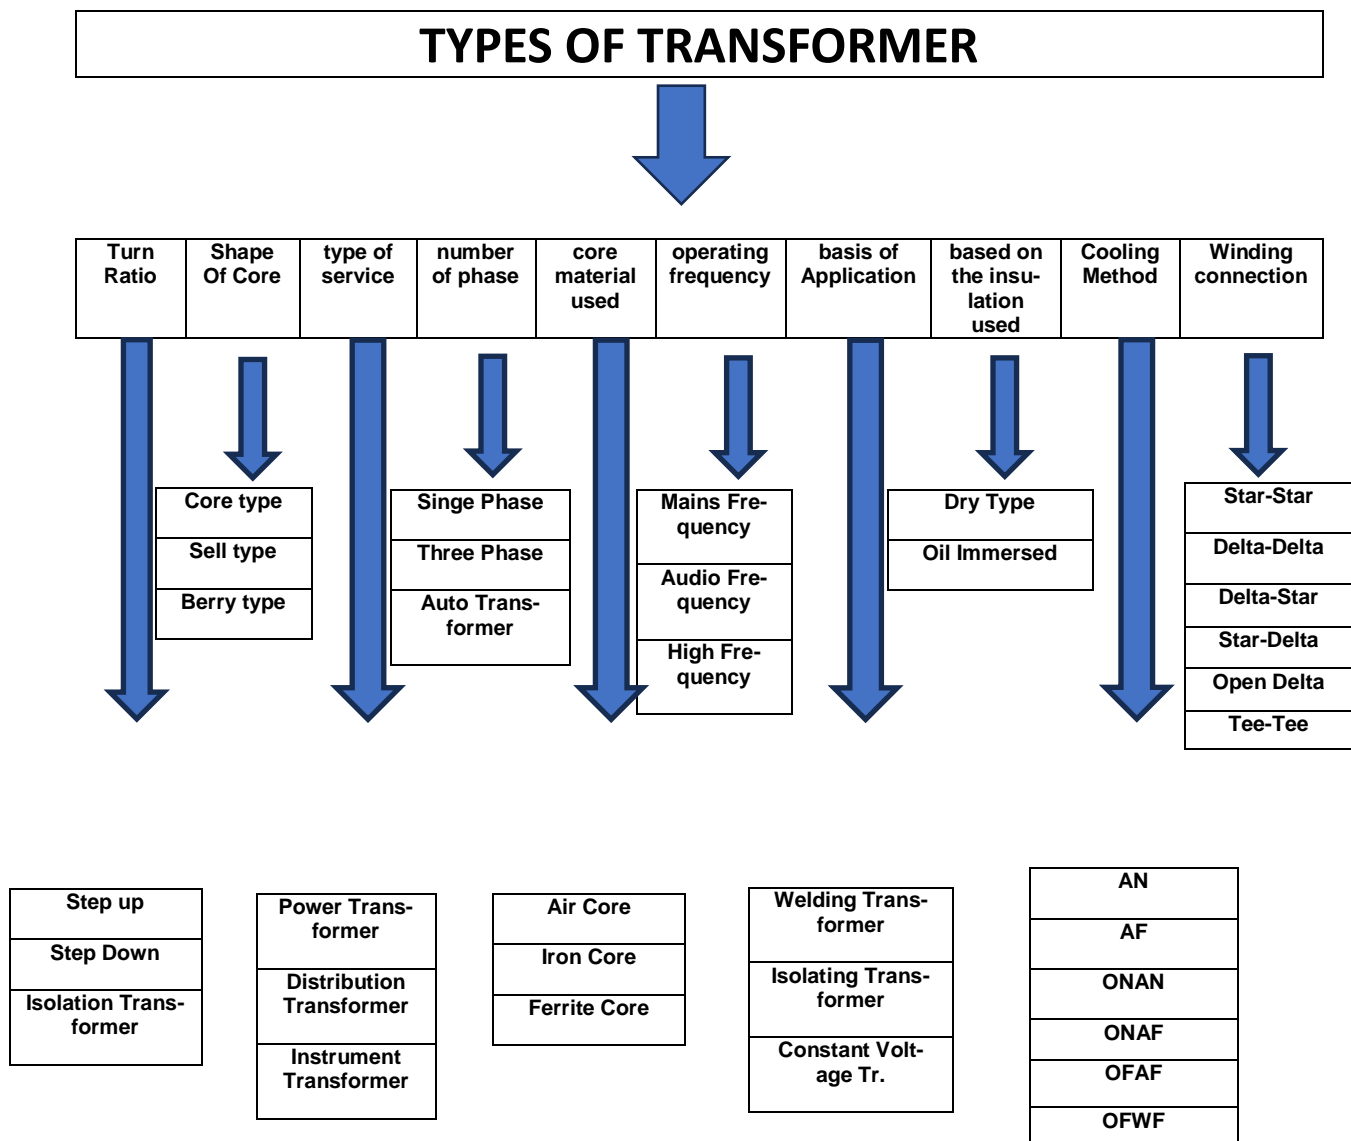 TYPES OF TRANSFORMER
Turn
Ratio
Shape
Of Core
type of
service
number
of phase
core
material
used
operating
frequency
basis of
Application
based on
the insu-
lation
used
Cooling
Method
Winding
connection
Core type
Sell type
Berry type
Singe Phase
Three Phase
Auto Trans-
former
Mains Fre-
quency
Audio Fre-
quency
High Fre-
quency
Dry Type
Oil Immersed
Star-Star
Delta-Delta
Delta-Star
Star-Delta
Open Delta
Tee-Tee
Step up
Step Down
Isolation Trans-
former
Power Trans-
former
Distribution
Transformer
Instrument
Transformer
Air Core
Iron Core
Ferrite Core
Welding Trans-
former
Isolating Trans-
former
Constant Volt-
age Tr.
AN
AF
ONAN
ONAF
OFAF
OFWF